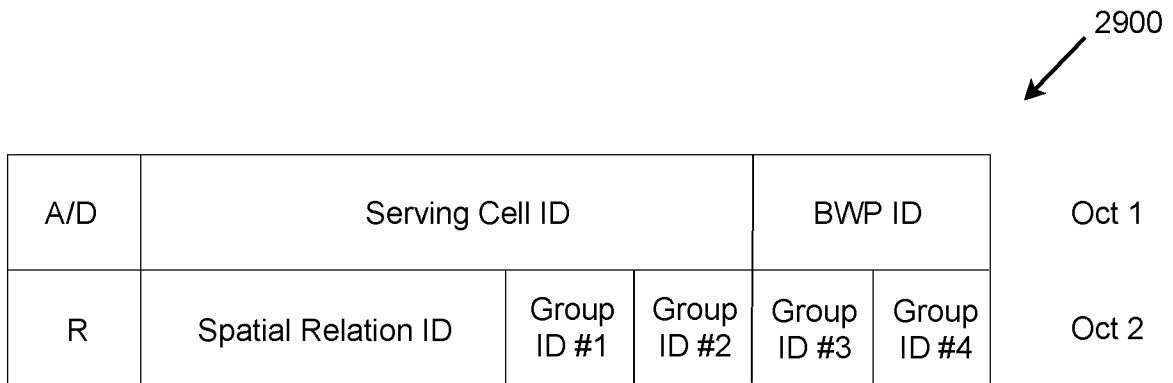 2900
A/D Serving Cell ID BWP ID Oct 1
R Spatial Relation ID Group ID #1 Group ID #2 Group ID #3 Group ID #4 Oct 2